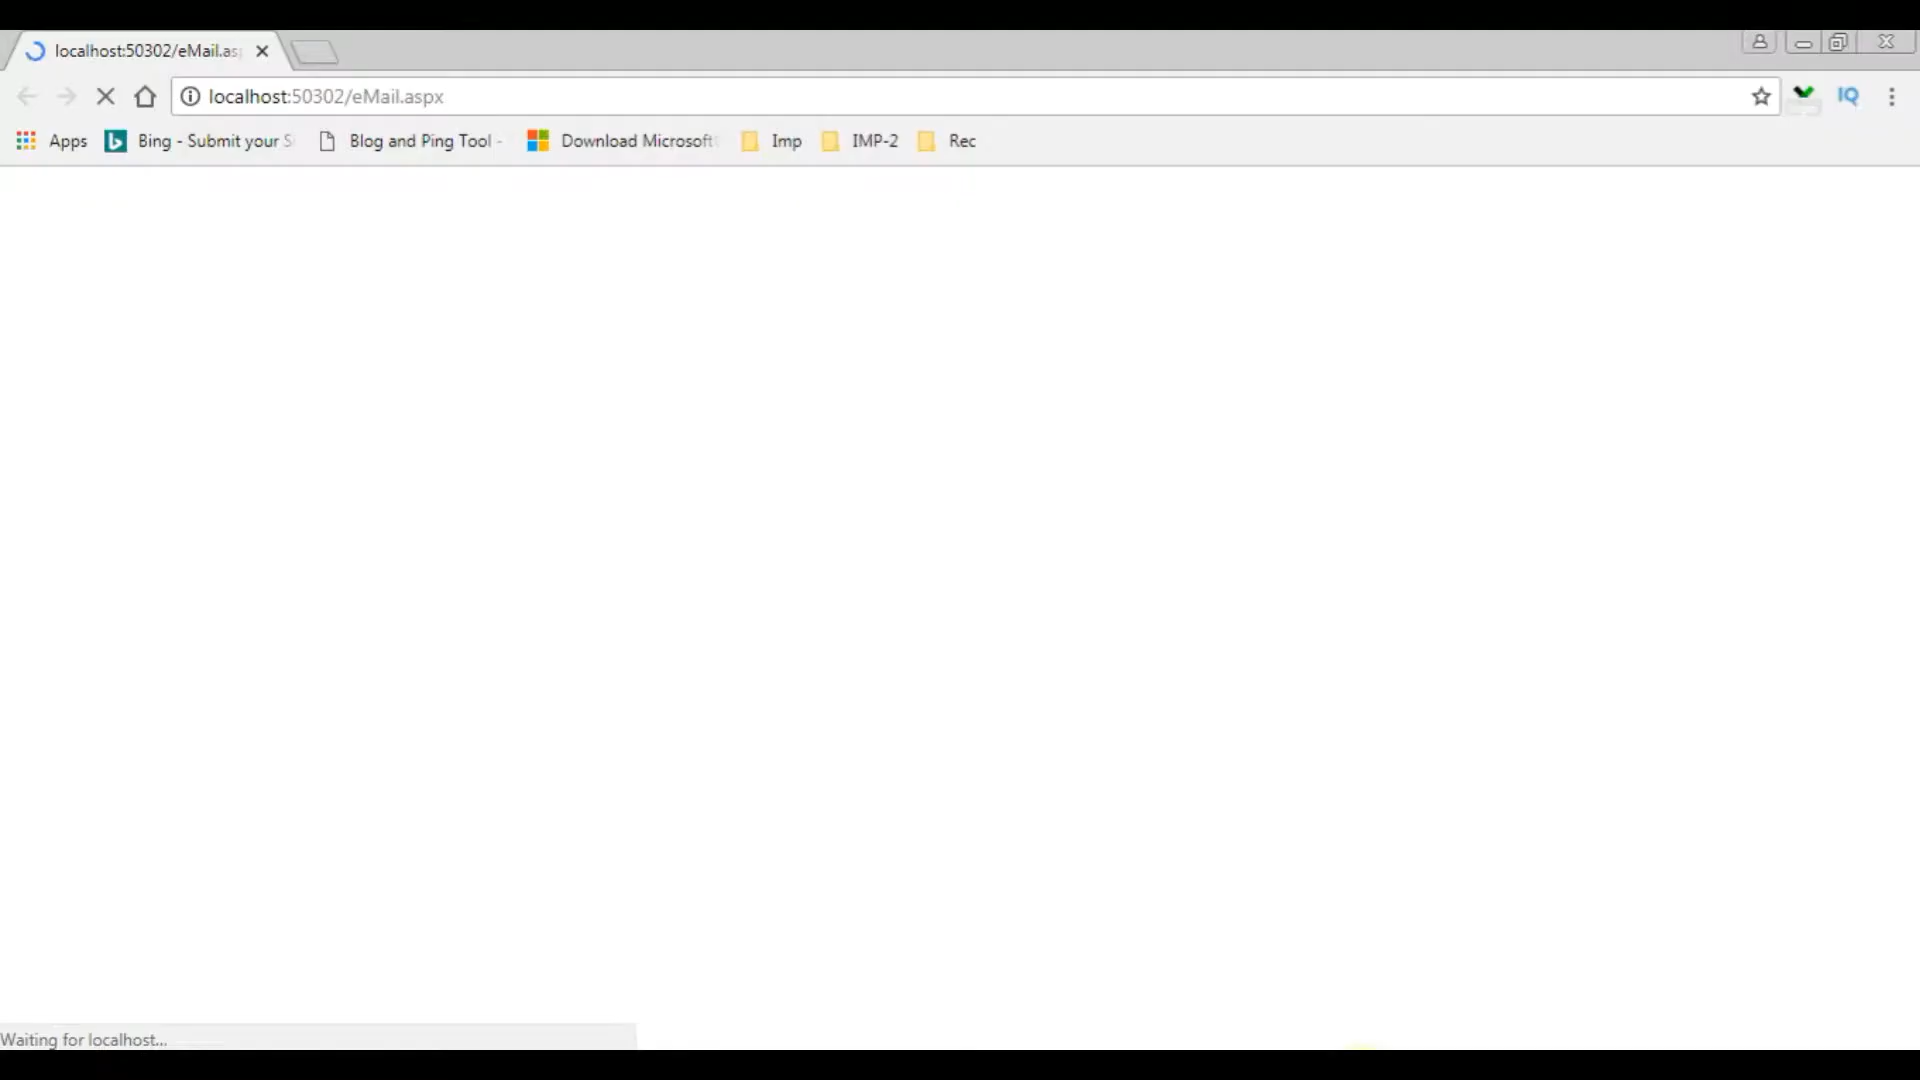 localhost:50302/eMail.as
localhost:50302/eMail.aspx
IQ
Apps Bing - Submit your S Blog and Ping Tool - Download Microsoft Imp IMP-2 Rec
Waiting for localhost...